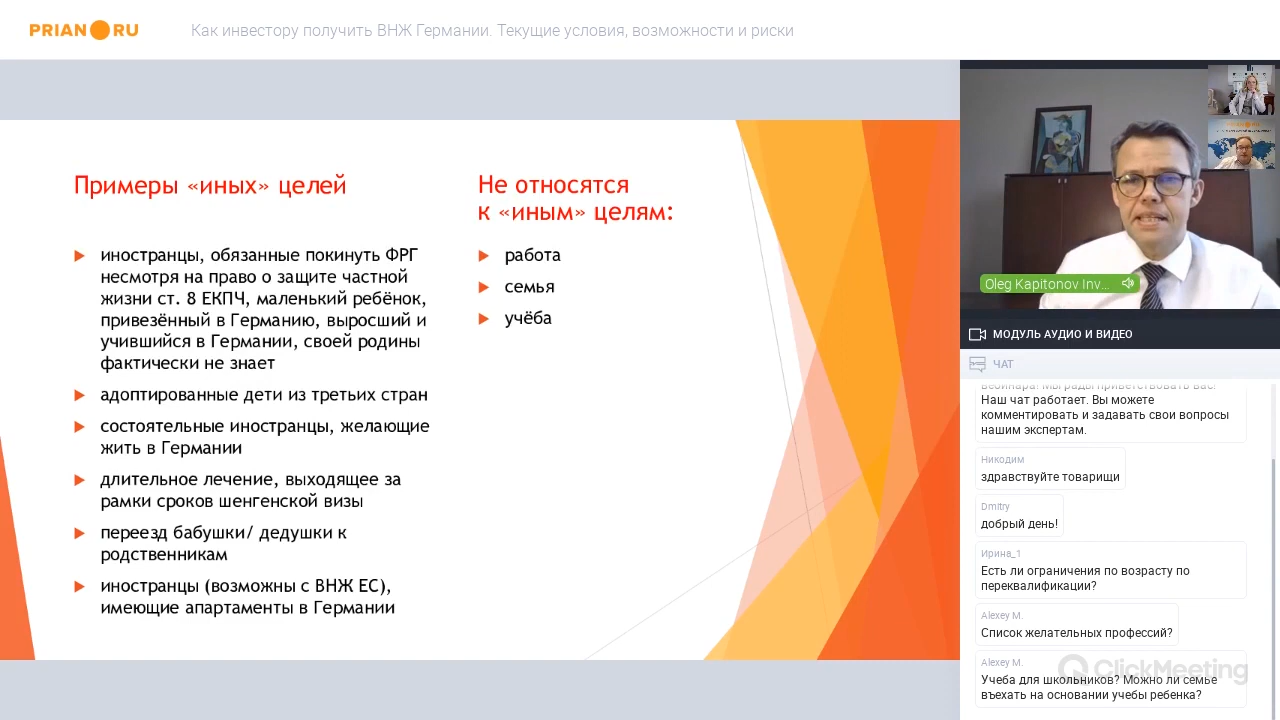 PRIAN RU
Как инвестору получить ВНЖ Германии. Текущие условия, возможности и риски
Примеры «иных» целей
иностранцы, обязанные покинуть ФРГ
несмотря на право о защите частной
жизни ст. 8 ЕКПЧ, маленький ребёнок,
привезённый в Германию, выросший и
учившийся в Германии, своей родины
фактически не знает
адоптированные дети из третьих стран
состоятельные иностранцы, желающие
жить в Германии
длительное лечение, выходящее за
рамки сроков шенгенской визы
переезд бабушки/ дедушки к
родственникам
иностранцы (возможны с ВНЖ ЕС),
имеющие апартаменты в Германии
Не относятся
к «иным» целям:
работа
семья
учёба
Oleg Kapitonov Inv...
МОДУЛЬ АУДИО И ВИДЕО
ЧАТ
вебинара! Мы рады приветствовать вас!
Наш чат работает. Вы можете
комментировать и задавать свои вопросы
нашим экспертам.
Никодим
здравствуйте товарищи
Dmitry
добрый день!
Ирина_1
Есть ли ограничения по возрасту по
переквалификации?
Alexey M.
Список желательных профессий?
Alexey M.
Учеба для школьников? Можно ли семье
въехать на основании учебы ребенка?
ClickMeeting